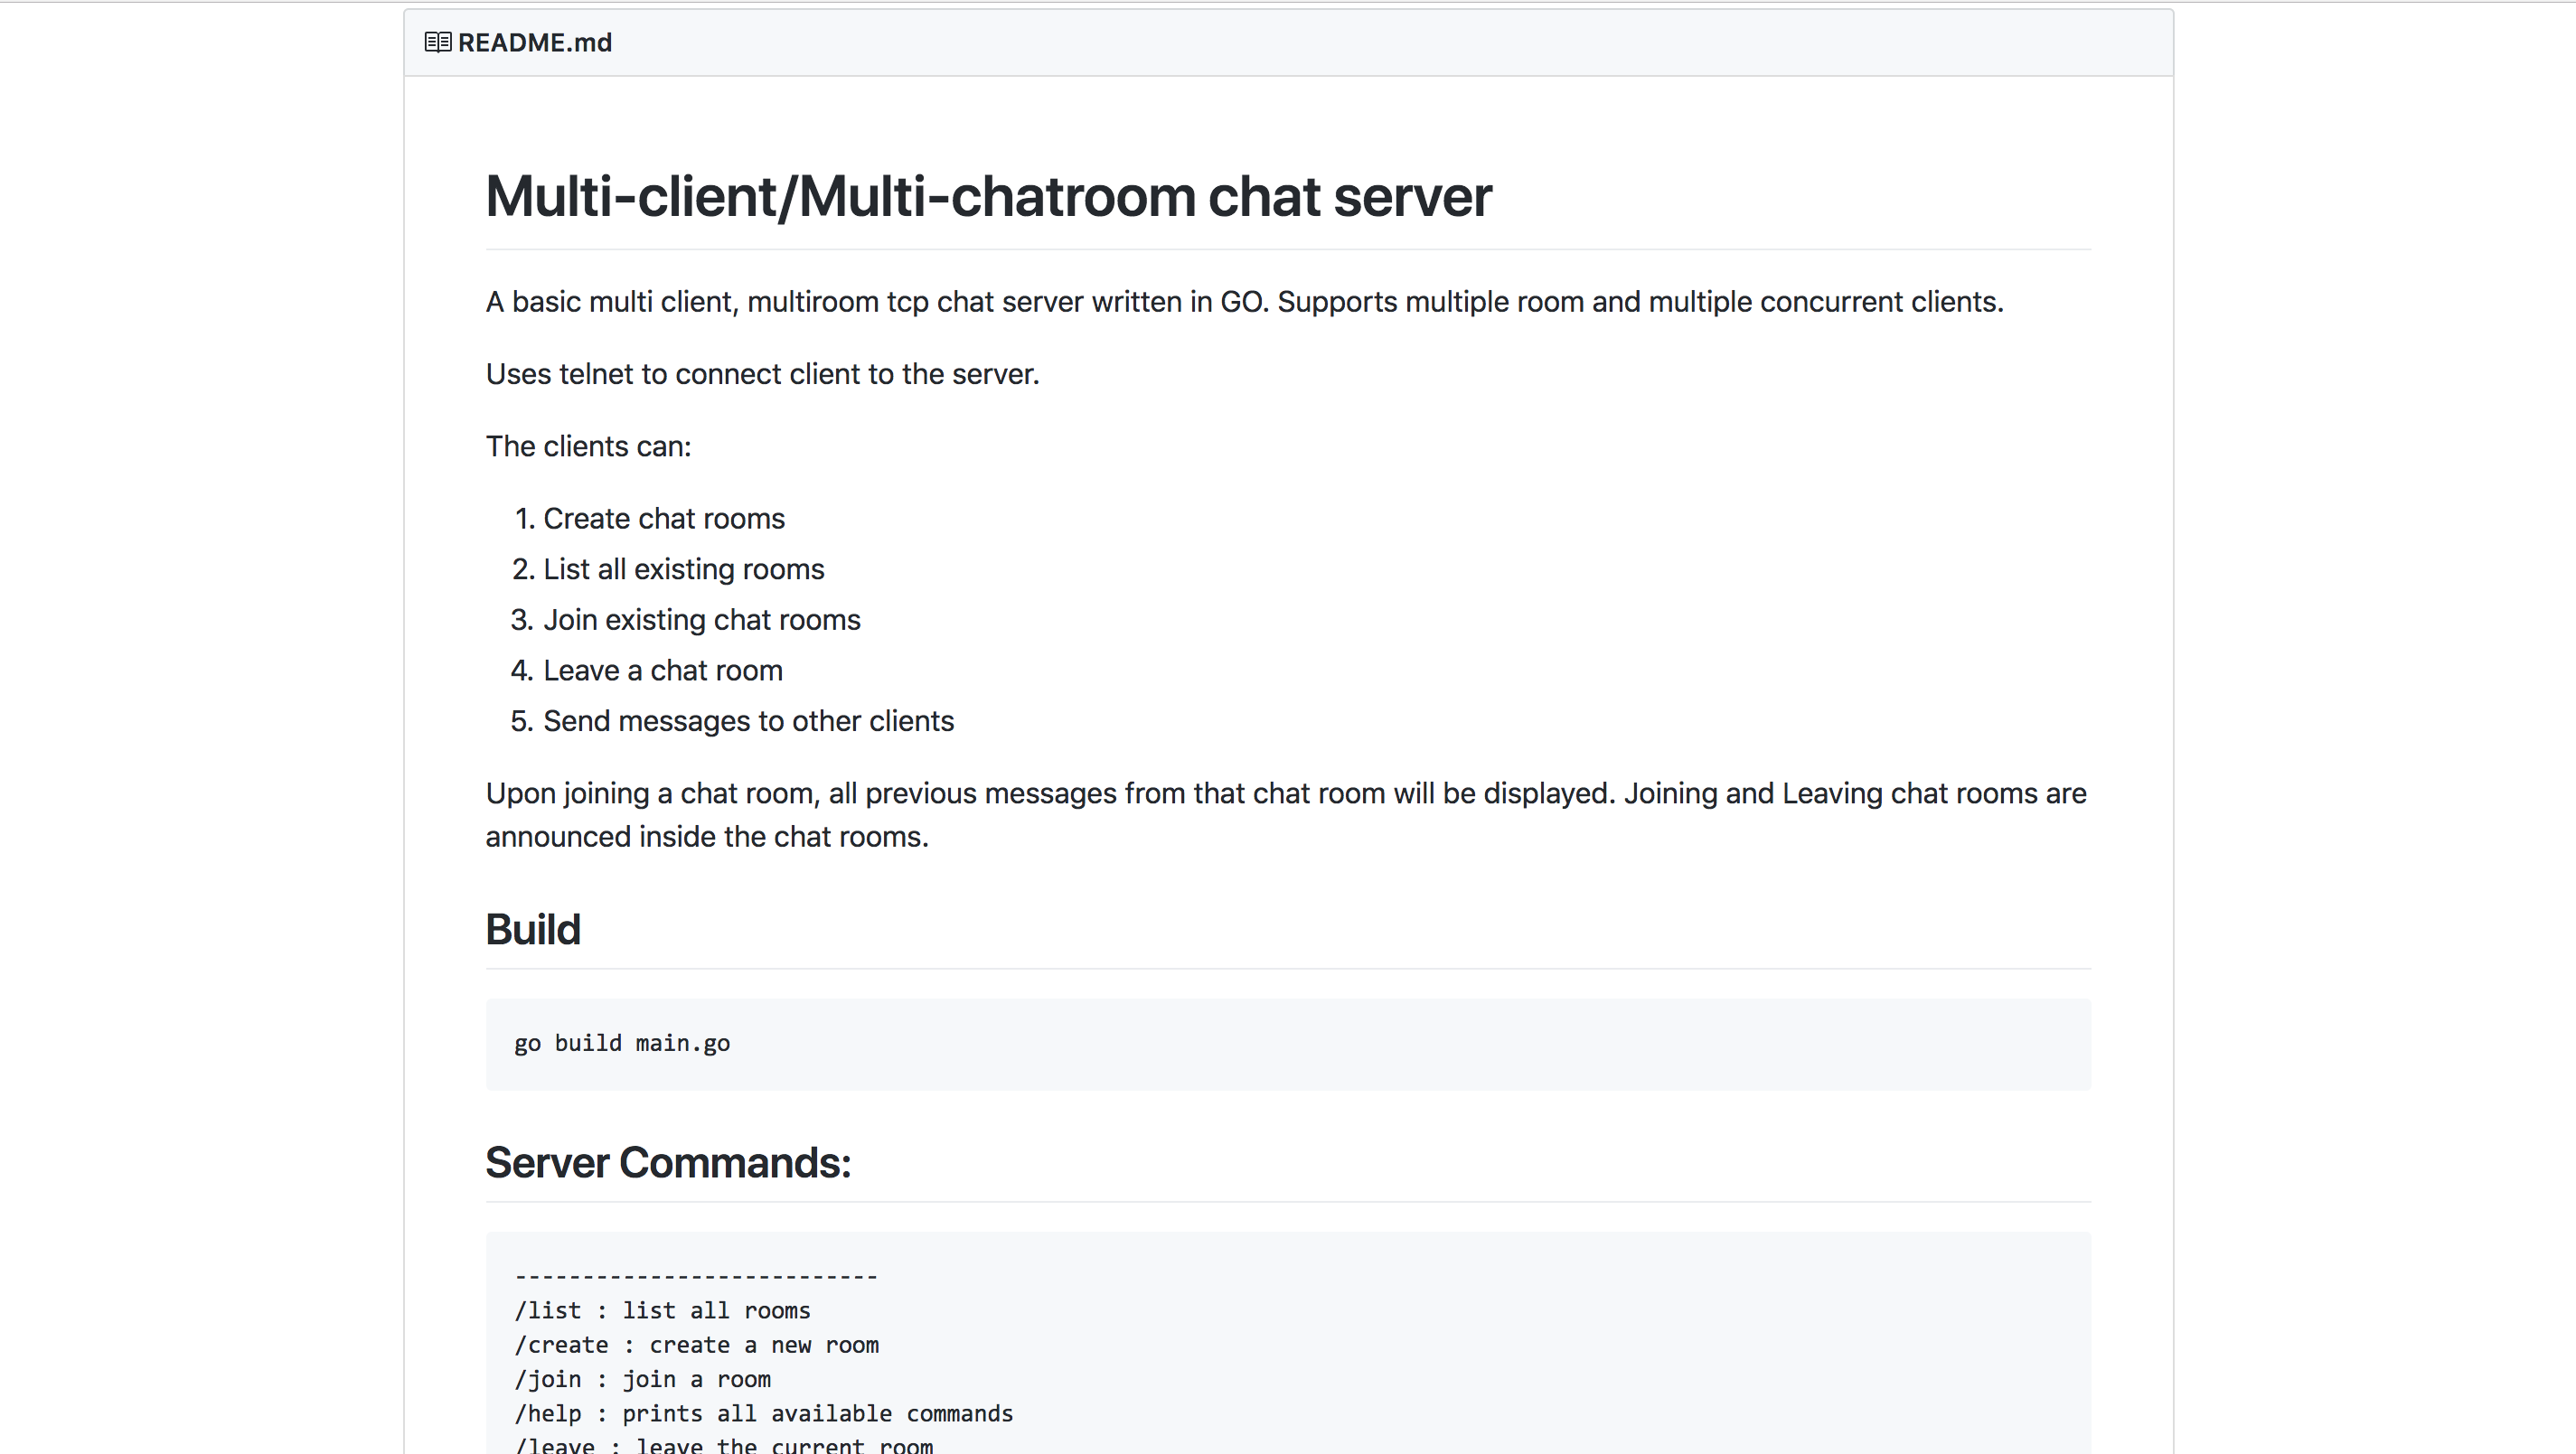 README.md
Multi-client/Multi-chatroom chat server
A basic multi client, multiroom tcp chat server written in GO. Supports multiple room and multiple concurrent clients.
Uses telnet to connect client to the server.
The clients can:
1. Create chat rooms
2. List all existing rooms
3. Join existing chat rooms
4. Leave a chat room
5. Send messages to other clients
Upon joining a chat room, all previous messages from that chat room will be displayed. Joining and Leaving chat rooms are
announced inside the chat rooms.
Build
go build main.go
Server Commands:
---------------------------
/list : list all rooms
/create : create a new room
/join : join a room
/help : prints all available commands
/leave : leave the current room